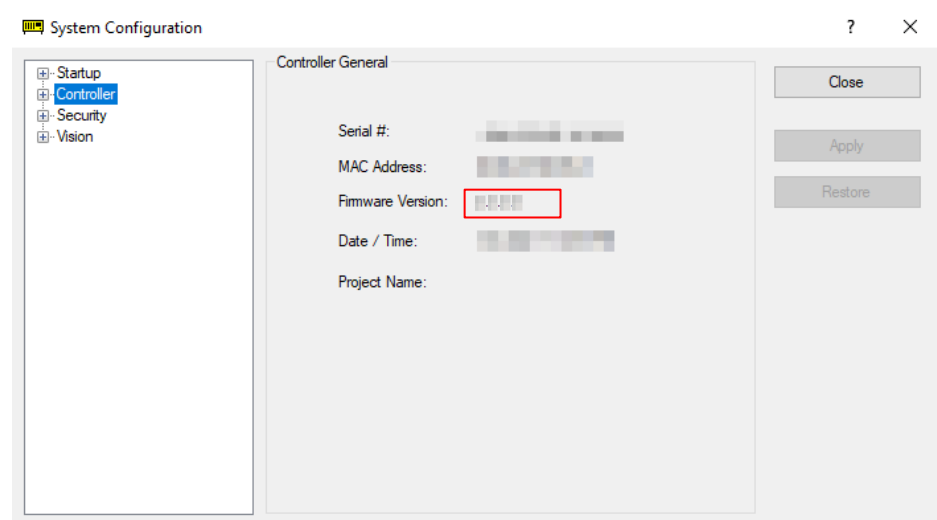 System Configuration
?
Startup
Controller
Security
Vision
Controller General
Serial #:
MAC Address:
Firmware Version:
Date / Time:
Project Name:
Close
Apply
Restore